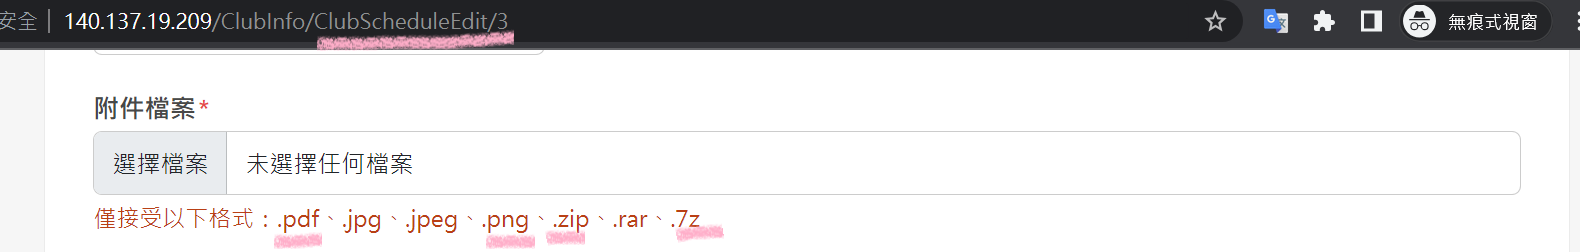 安全 | 140.137.19.209/ClubInfo/ClubScheduleEdit/3
無痕式視窗
附件檔案*
選擇檔案 未選擇任何檔案
僅接受以下格式：.pdf、.jpg、.jpeg、.png、.zip、.rar、.7z